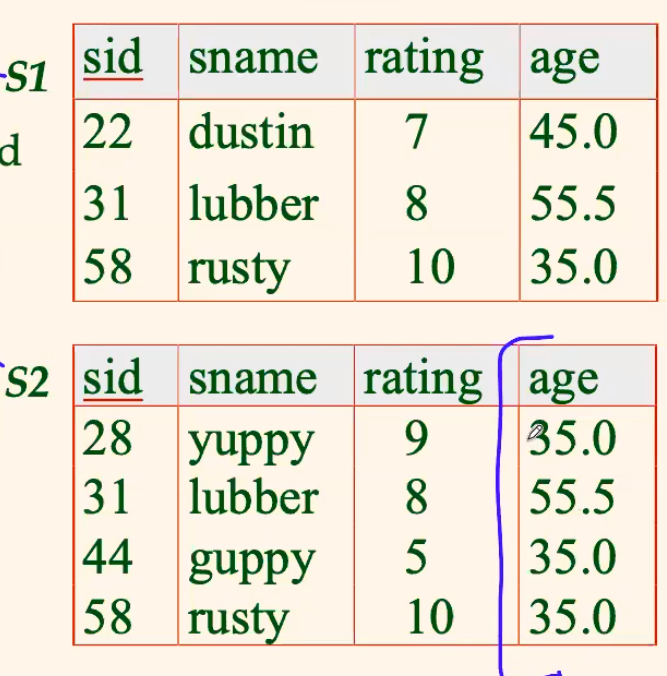 S1 sid sname rating age
22 dustin 7 45.0
d
31 lubber 8 55.5
58 rusty 10 35.0
S2 sid sname rating age
28 yuppy 9 35.0
31 lubber 8 55.5
44 guppy 5 35.0
58 rusty 10 35.0